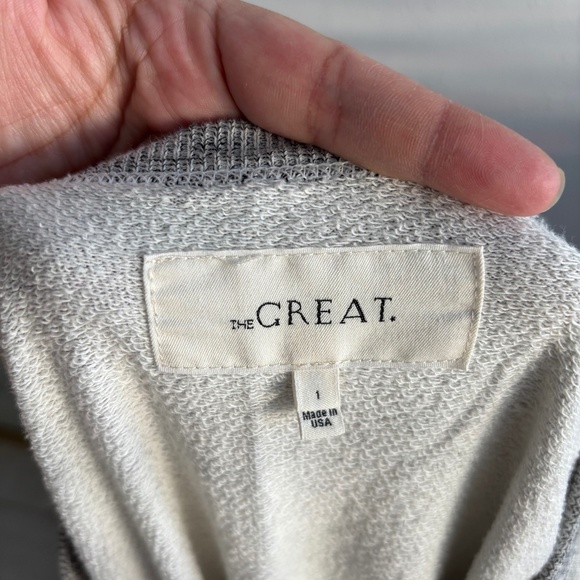 THE GREAT.
1
Made in
USA